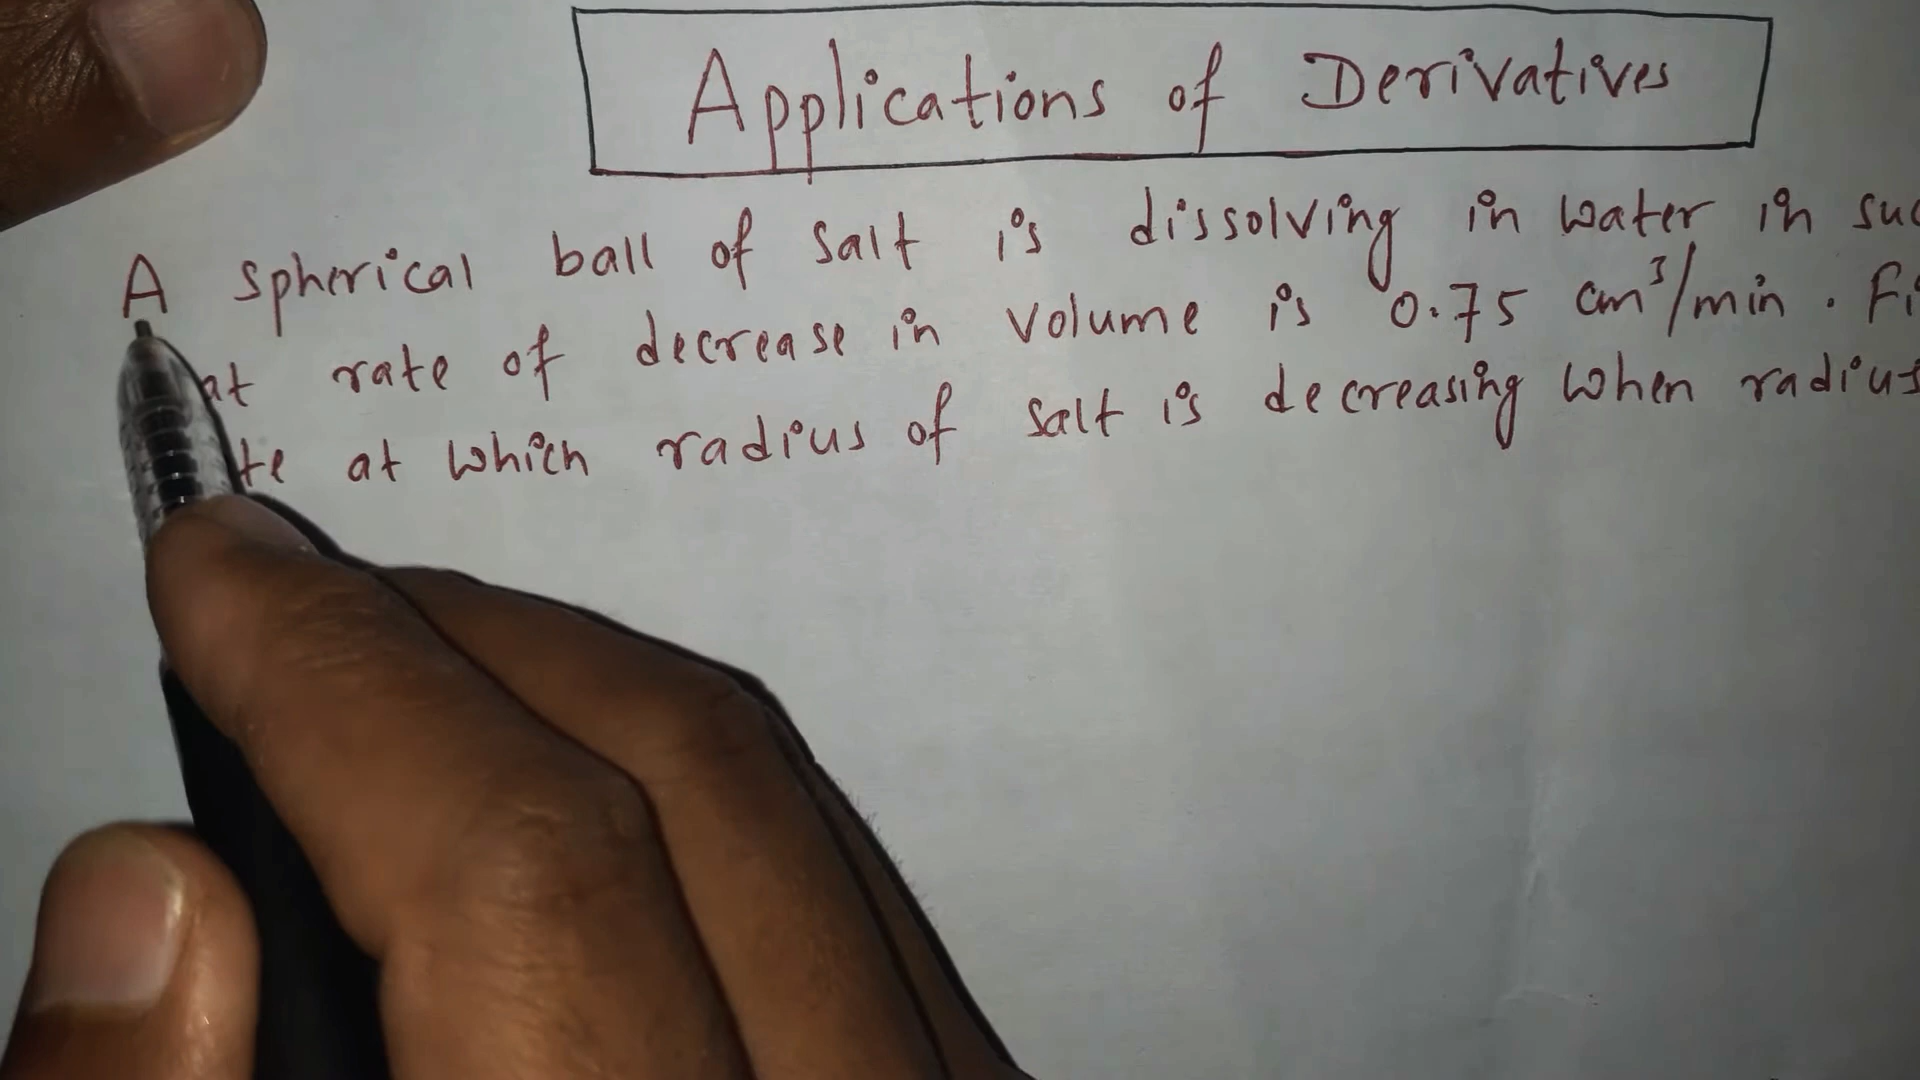 Applications of Derivatives
A spherical ball of salt is dissolving in water in
rate of decrease in volume is 0.75 cm³/min.
at which radius of salt is decreasing when radius